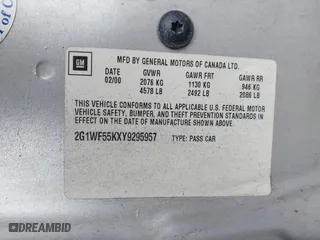 GM
MFD BY GENERAL MOTORS OF CANADA LTD.
DATE GVWR GAWR FRT GAWR RR
02/00 2076 KG 1130 KG 946 KG
4578 LB 2492 LB 2086 LB
THIS VEHICLE CONFORMS TO ALL APPLICABLE U.S. FEDERAL MOTOR
VEHICLE SAFETY, BUMPER, AND THEFT PREVENTION STANDARDS IN
EFFECT ON THE DATE OF MANUFACTURE SHOWN ABOVE.
2G1WF55KXY9295957 TYPE: PASS CAR